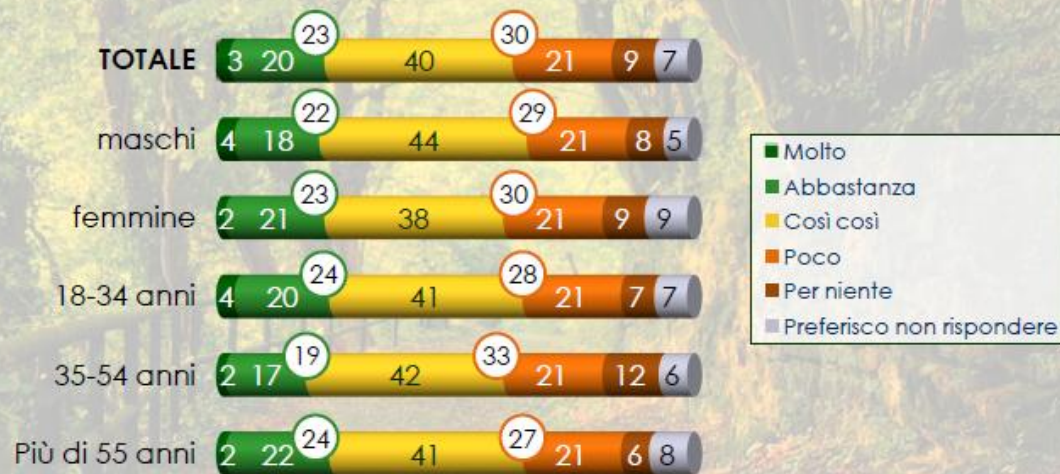 23 30
TOTALE 3 20 40 21 9 7
22 29
maschi 4 18 44 21 8 5
23 30
femmine 2 21 38 21 9 9
24 28
18-34 anni 4 20 41 21 7 7
19 33
35-54 anni 2 17 42 21 12 6
24 27
Più di 55 anni 2 22 41 21 6 8
Molto
Abbastanza
Così così
Poco
Per niente
Preferisco non rispondere